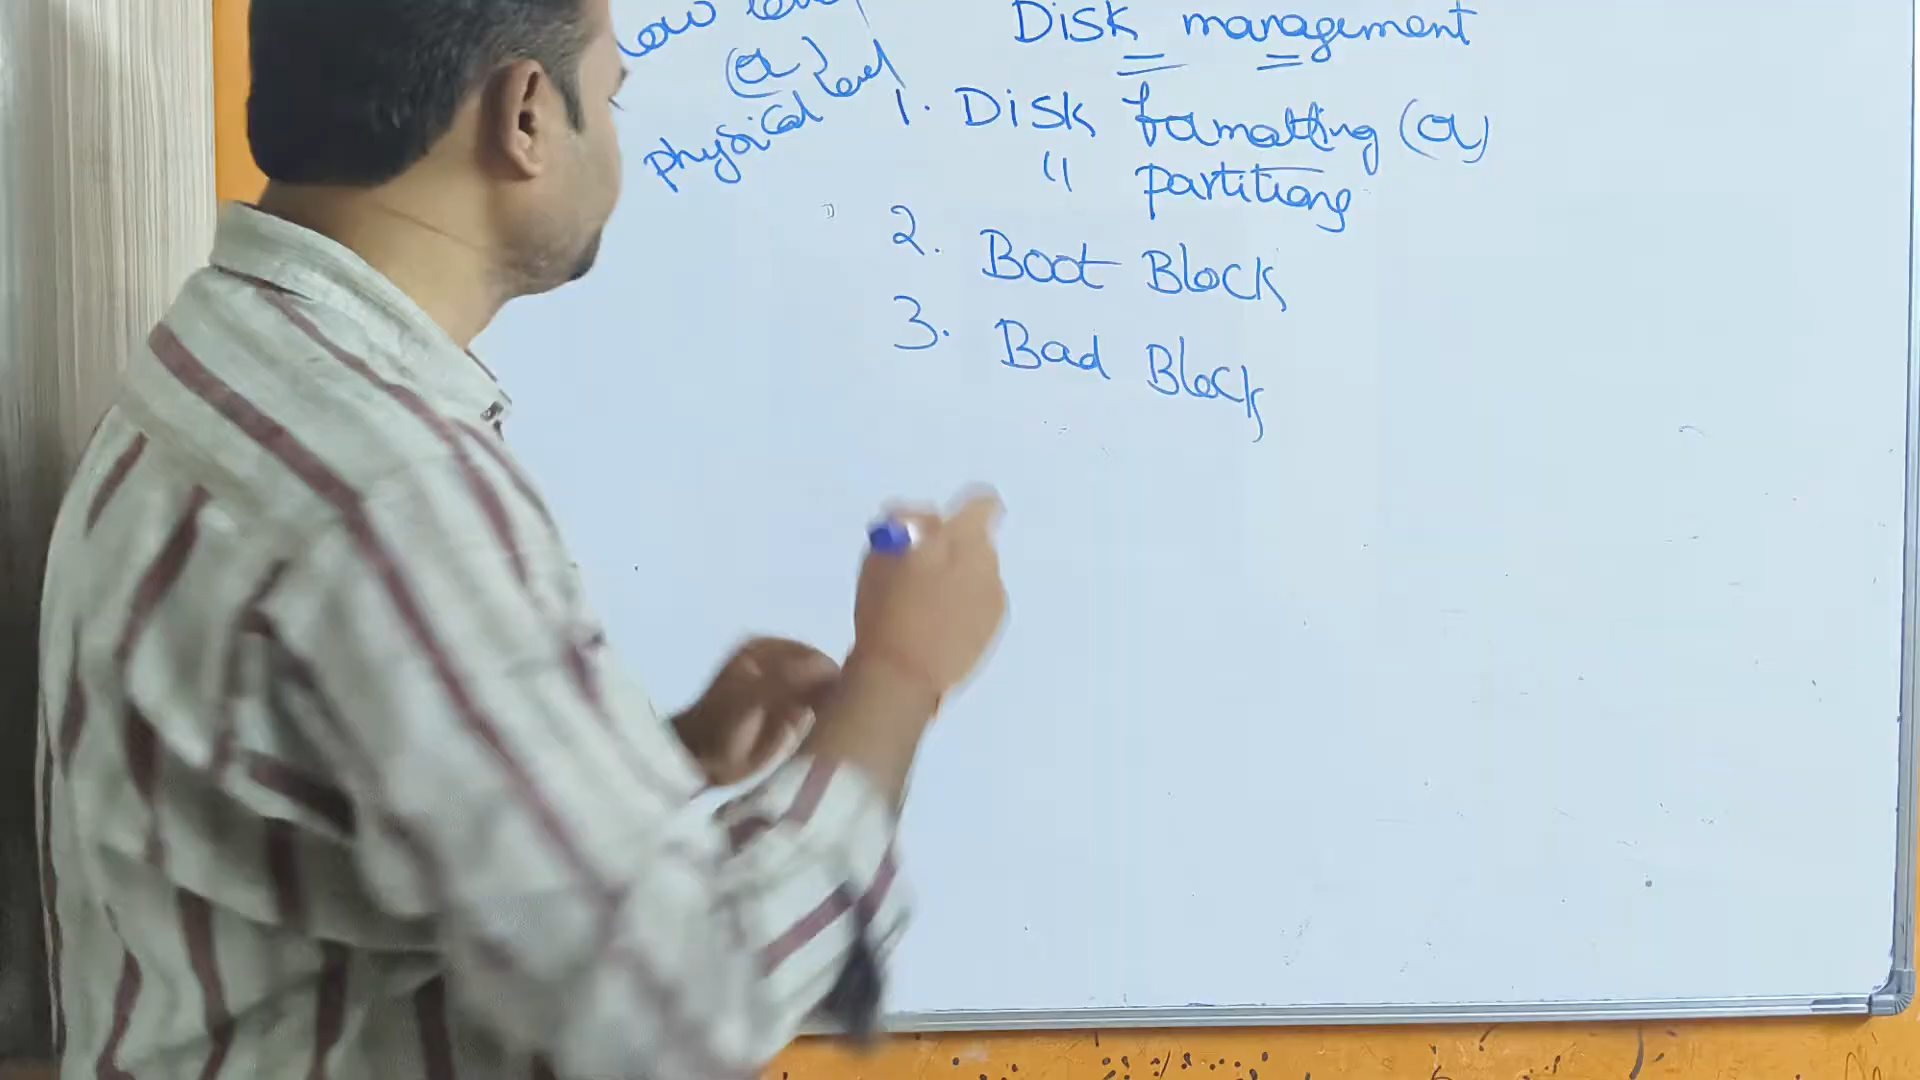 low level
(or)
physical level
Disk management
1. Disk formatting (or)
" partitions
2. Boot Block
3. Bad Block